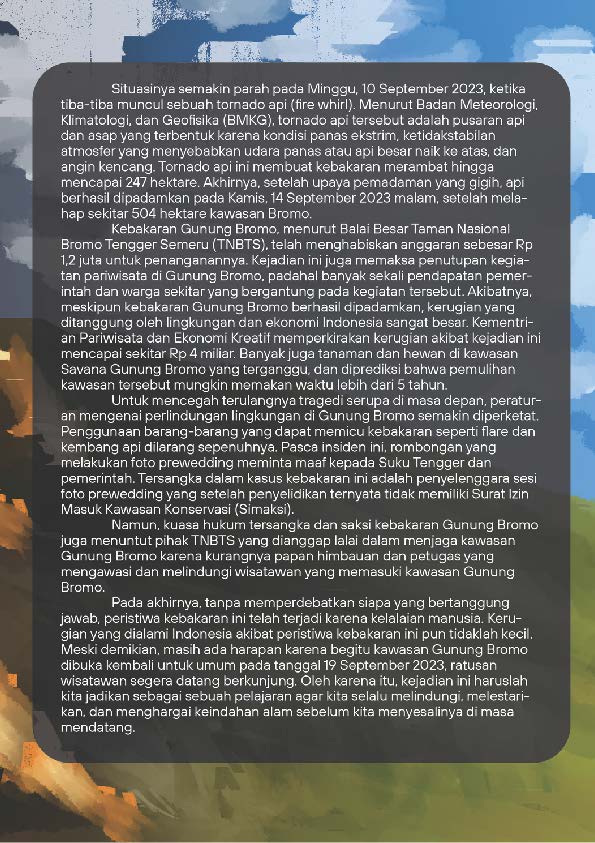 Situasinya semakin parah pada Minggu, 10 September 2023, ketika
tiba-tiba muncul sebuah tornado api (fire whirl). Menurut Badan Meteorologi,
Klimatologi, dan Geofisika (BMKG), tornado api tersebut adalah pusaran api
dan asap yang terbentuk karena kondisi panas ekstrim, ketidakstabilan
atmosfer yang menyebabkan udara panas atau api besar naik ke atas, dan
angin kencang. Tornado api ini membuat kebakaran merambat hingga
mencapai 247 hektare. Akhirnya, setelah upaya pemadaman yang gigih, api
berhasil dipadamkan pada Kamis, 14 September 2023 malam, setelah mela-
hap sekitar 504 hektare kawasan Bromo.
Kebakaran Gunung Bromo, menurut Balai Besar Taman Nasional
Bromo Tengger Semeru (TNBTS), telah menghabiskan anggaran sebesar Rp
1,2 juta untuk penanganannya. Kejadian ini juga memaksa penutupan kegia-
tan pariwisata di Gunung Bromo, padahal banyak sekali pendapatan pemer-
intah dan warga sekitar yang bergantung pada kegiatan tersebut. Akibatnya,
meskipun kebakaran Gunung Bromo berhasil dipadamkan, kerugian yang
ditanggung oleh lingkungan dan ekonomi Indonesia sangat besar. Kementri-
an Pariwisata dan Ekonomi Kreatif memperkirakan kerugian akibat kejadian ini
mencapai sekitar Rp 4 miliar. Banyak juga tanaman dan hewan di kawasan
Savana Gunung Bromo yang terganggu, dan diprediksi bahwa pemulihan
kawasan tersebut mungkin memakan waktu lebih dari 5 tahun.
Untuk mencegah terulangnya tragedi serupa di masa depan, peratur-
an mengenai perlindungan lingkungan di Gunung Bromo semakin diperketat.
Penggunaan barang-barang yang dapat memicu kebakaran seperti flare dan
kembang api dilarang sepenuhnya. Pasca insiden ini, rombongan yang
melakukan foto prewedding meminta maaf kepada Suku Tengger dan
pemerintah. Tersangka dalam kasus kebakaran ini adalah penyelenggara sesi
foto prewedding yang setelah penyelidikan ternyata tidak memiliki Surat Izin
Masuk Kawasan Konservasi (Simaksi).
Namun, kuasa hukum tersangka dan saksi kebakaran Gunung Bromo
juga menuntut pihak TNBTS yang dianggap lalai dalam menjaga kawasan
Gunung Bromo karena kurangnya papan himbauan dan petugas yang
mengawasi dan melindungi wisatawan yang memasuki kawasan Gunung
Bromo.
Pada akhirnya, tanpa memperdebatkan siapa yang bertanggung
jawab, peristiwa kebakaran ini telah terjadi karena kelalaian manusia. Keru-
gian yang dialami Indonesia akibat peristiwa kebakaran ini pun tidaklah kecil.
Meski demikian, masih ada harapan karena begitu kawasan Gunung Bromo
dibuka kembali untuk umum pada tanggal 19 September 2023, ratusan
wisatawan segera datang berkunjung. Oleh karena itu, kejadian ini haruslah
kita jadikan sebagai sebuah pelajaran agar kita selalu melindungi, melestari-
kan, dan menghargai keindahan alam sebelum kita menyesalinya di masa
mendatang.